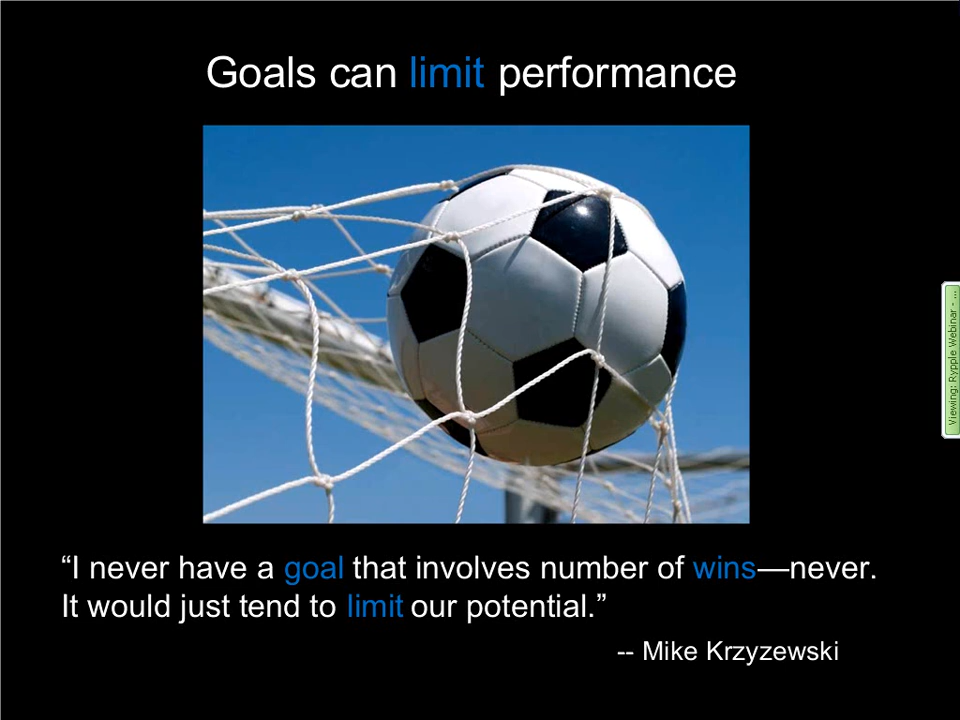 Goals can limit performance
“I never have a goal that involves number of wins—never.
It would just tend to limit our potential.”
-- Mike Krzyzewski
Viewing: Rypple Webinar - ...